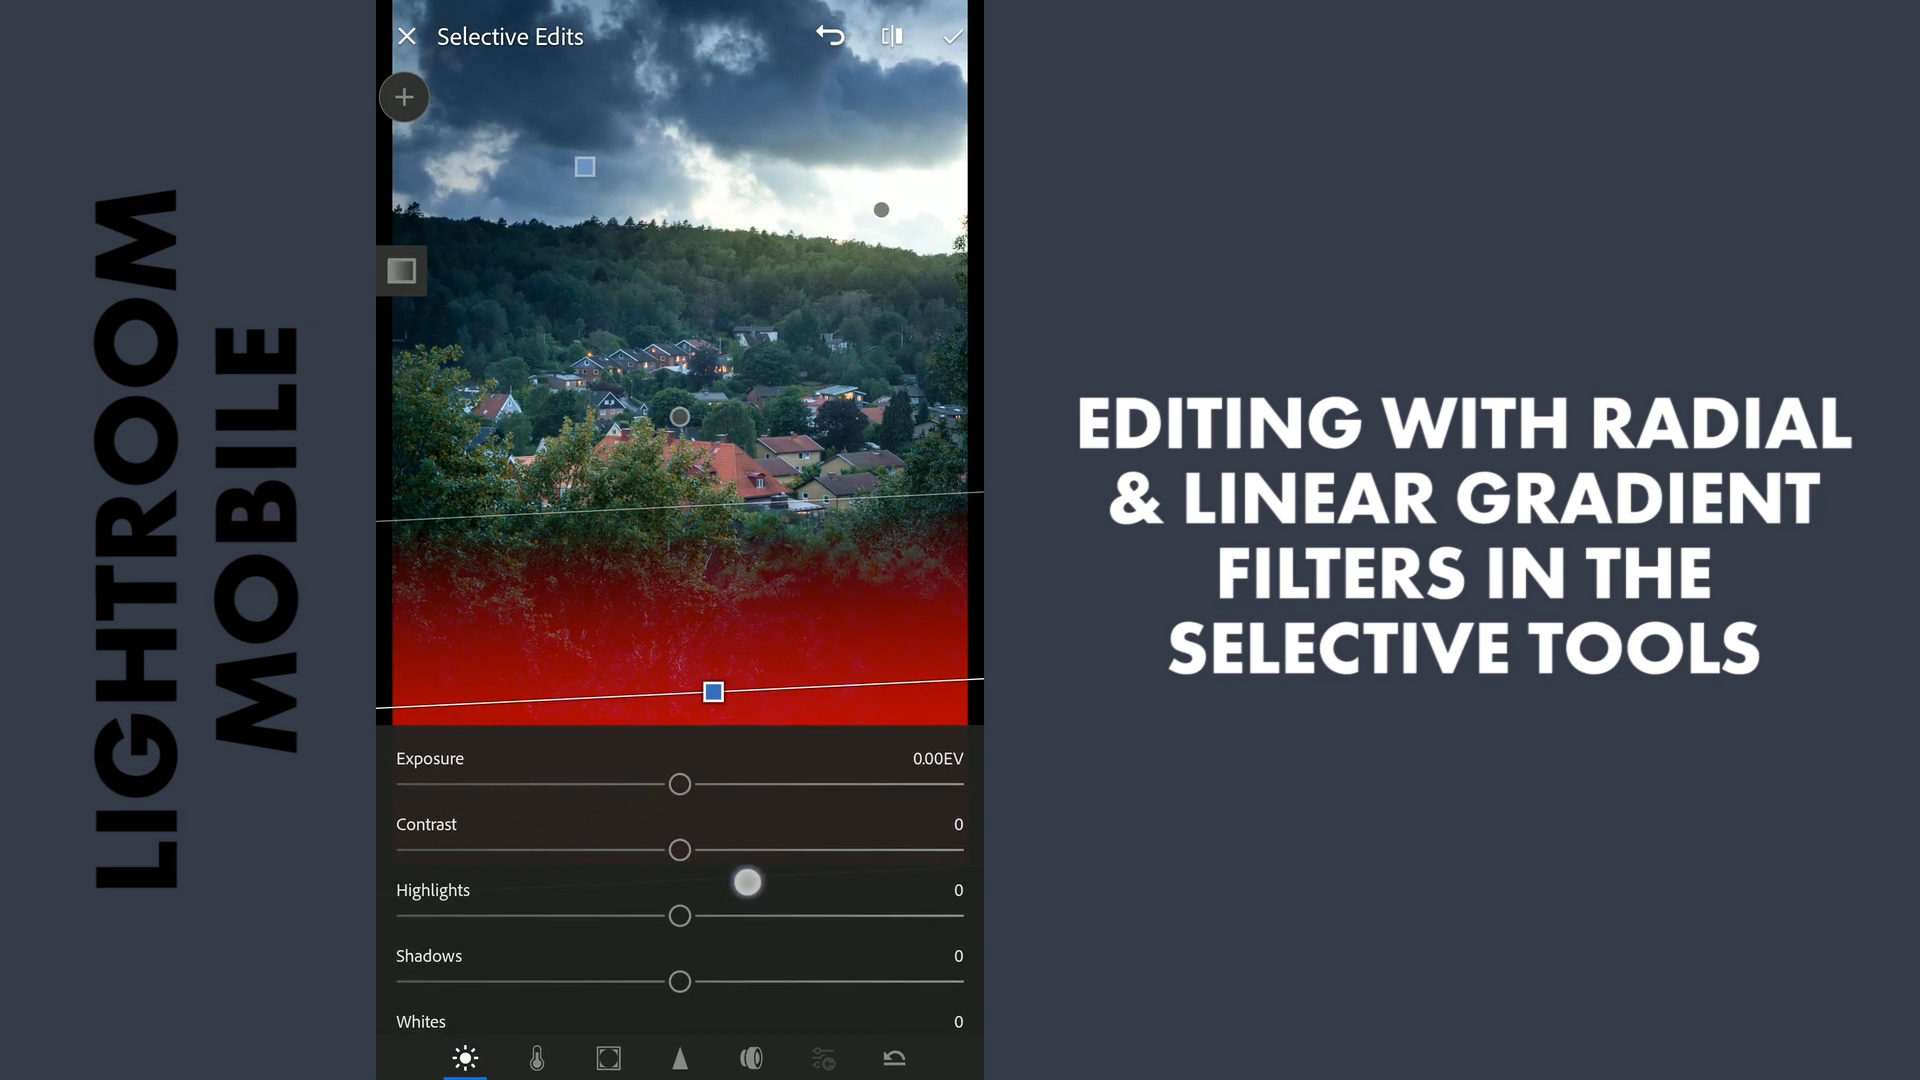 LIGHTROOM
MOBILE
Selective Edits
Exposure 0.00EV
Contrast 0
Highlights 0
Shadows 0
Whites 0
EDITING WITH RADIAL
& LINEAR GRADIENT
FILTERS IN THE
SELECTIVE TOOLS